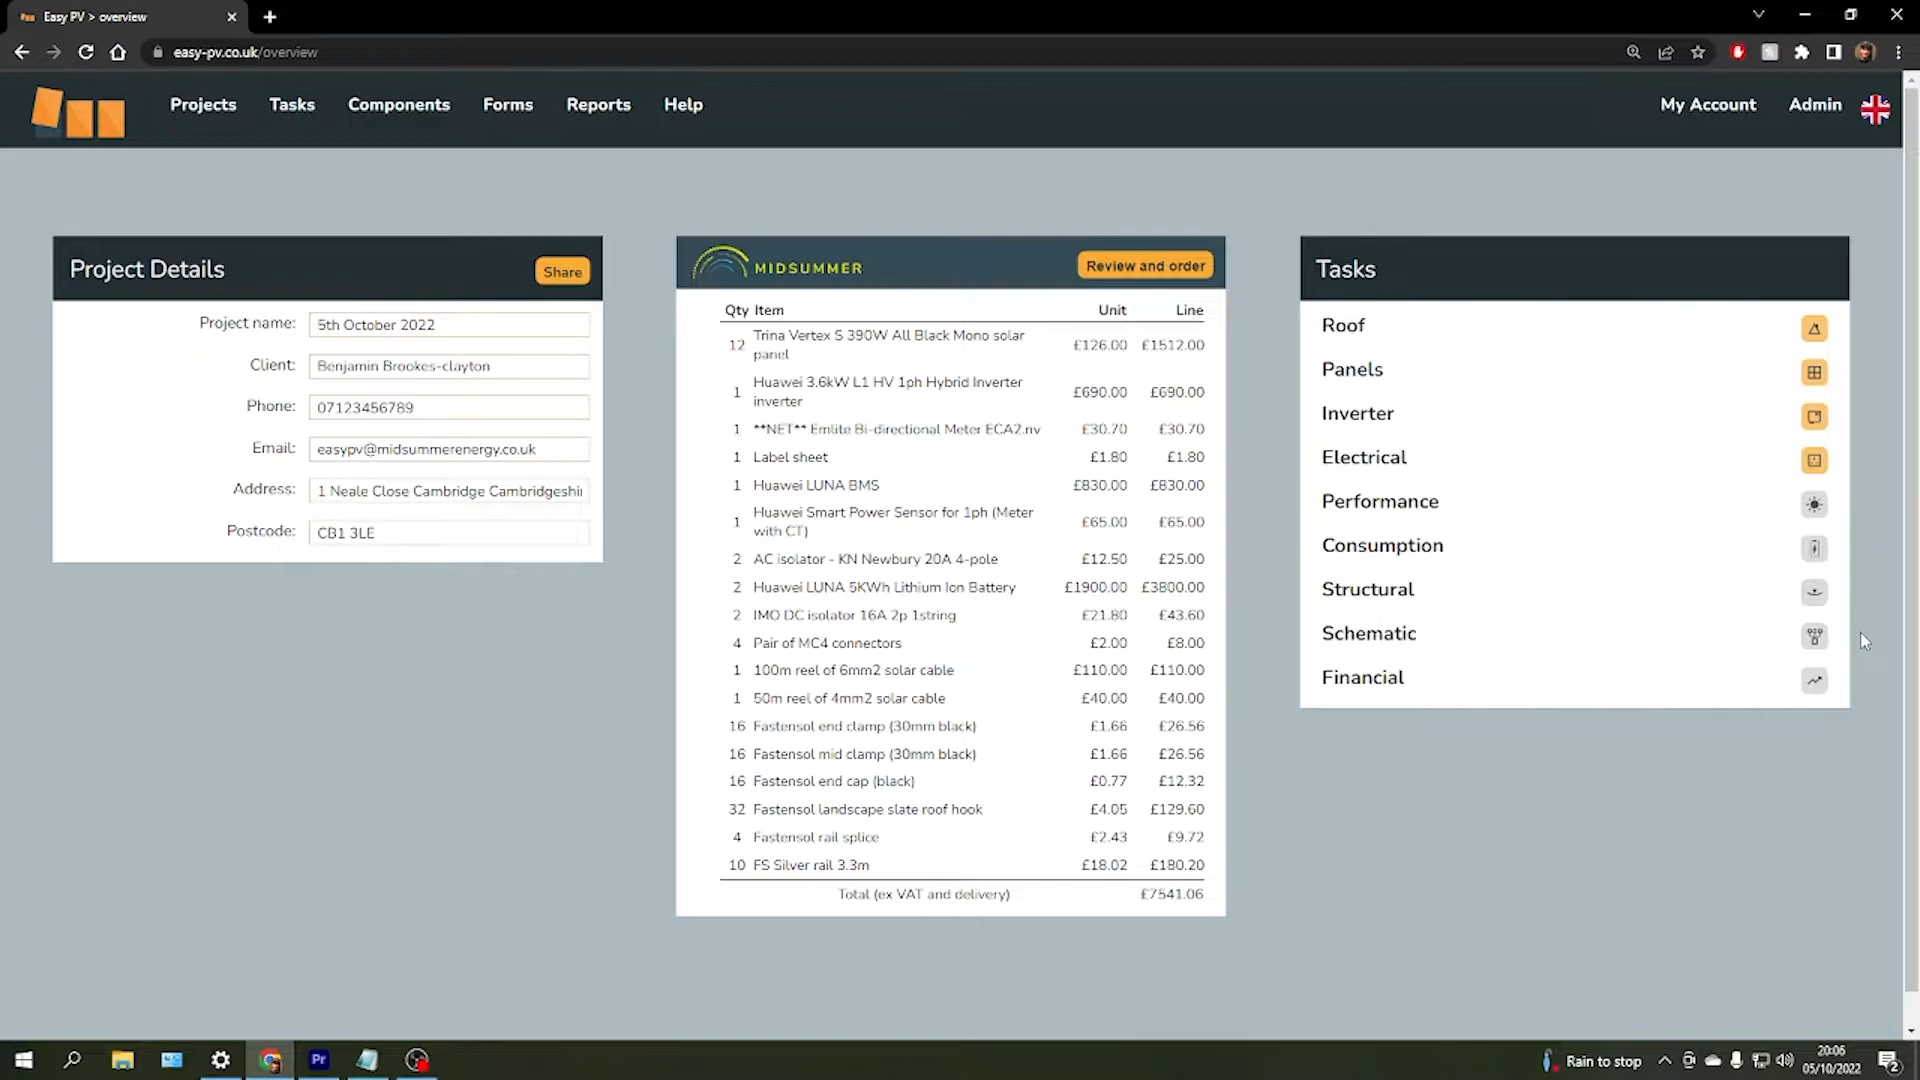 Easy PV > overview
easy-pv.co.uk/overview
Projects Tasks Components Forms Reports Help My Account Admin
Project Details Share
Project name: 5th October 2022
Client: Benjamin Brookes-clayton
Phone: 07123456789
Email: easypv@midsummerenergy.co.uk
Address: 1 Neale Close Cambridge Cambridgeshi
Postcode: CB1 3LE
MIDSUMMER Review and order
Qty Item Unit Line
12 Trina Vertex S 390W All Black Mono solar panel £126.00 £1512.00
1 Huawei 3.6kW L1 HV 1ph Hybrid Inverter inverter £690.00 £690.00
1 **NET** Emlite Bi-directional Meter ECA2.nv £30.70 £30.70
1 Label sheet £1.80 £1.80
1 Huawei LUNA BMS £830.00 £830.00
1 Huawei Smart Power Sensor for 1ph (Meter with CT) £65.00 £65.00
2 AC isolator - KN Newbury 20A 4-pole £12.50 £25.00
2 Huawei LUNA 5KWh Lithium Ion Battery £1900.00 £3800.00
2 IMO DC isolator 16A 2p 1string £21.80 £43.60
4 Pair of MC4 connectors £2.00 £8.00
1 100m reel of 6mm2 solar cable £110.00 £110.00
1 50m reel of 4mm2 solar cable £40.00 £40.00
16 Fastensol end clamp (30mm black) £1.66 £26.56
16 Fastensol mid clamp (30mm black) £1.66 £26.56
16 Fastensol end cap (black) £0.77 £12.32
32 Fastensol landscape slate roof hook £4.05 £129.60
4 Fastensol rail splice £2.43 £9.72
10 FS Silver rail 3.3m £18.02 £180.20
Total (ex VAT and delivery) £7541.06
Tasks
Roof
Panels
Inverter
Electrical
Performance
Consumption
Structural
Schematic
Financial
Pr
Rain to stop
20:06
05/10/2022
2